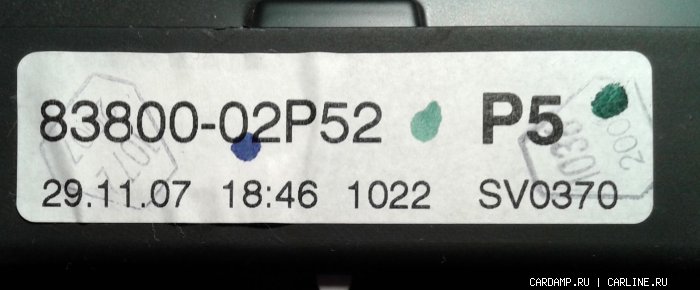 83800-02P52 P5
29.11.07 18:46 1022 SV0370
CARDAMP.RU | CARLINE.RU